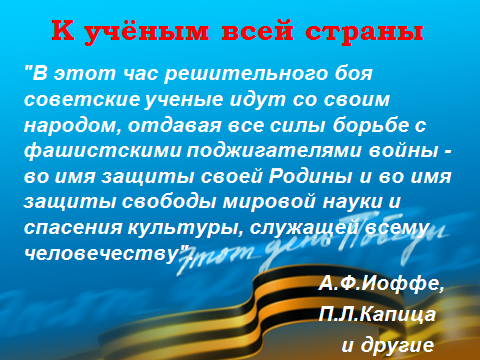 К учёным всей страны
"В этот час решительного боя
советские ученые идут со своим
народом, отдавая все силы борьбе с
фашистскими поджигателями войны -
во имя защиты своей Родины и во имя
защиты свободы мировой науки и
спасения культуры, служащей всему
человечеству".
Этот день Победы
А.Ф.Иоффе,
П.Л.Капица
и другие